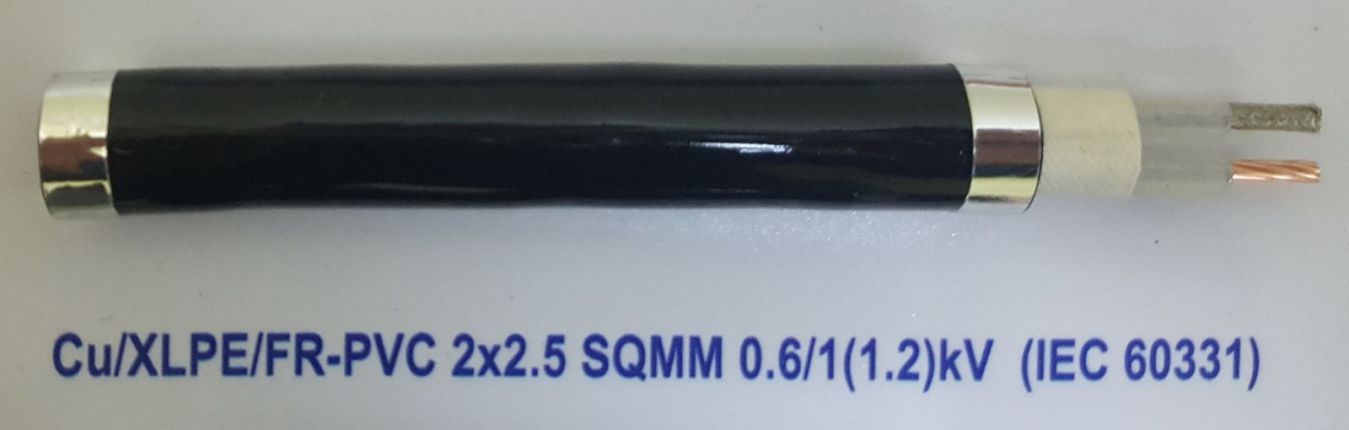 Cu/XLPE/FR-PVC 2x2.5 SQMM 0.6/1(1.2)kV (IEC 60331)